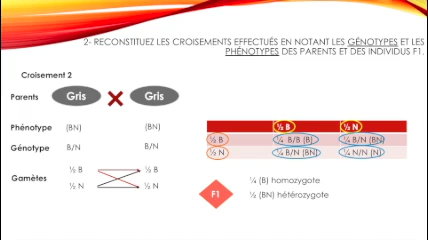 2- RECONSTITUEZ LES CROISEMENTS EFFECTUÉS EN NOTANT LES GÉNOTYPES ET LES
PHÉNOTYPES DES PARENTS ET DES INDIVIDUS F1.
Croisement 2
Parents Gris Gris
Phénotype (BN) (BN)
Génotype B/N B/N
Gamètes ½ B ½ B
½ N ½ N
½ B ½ N
½ B ¼ B/B (B) ¼ B/N (BN)
½ N ¼ B/N (BN) ¼ N/N (N)
F1
¼ (B) homozygote
½ (BN) hétérozygote